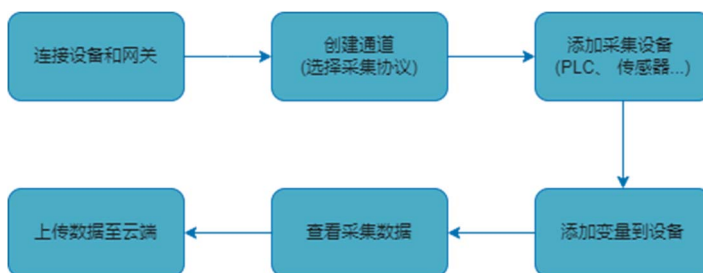 连接设备和网关
创建通道
(选择采集协议)
添加采集设备
(PLC、 传感器...)
添加变量到设备
查看采集数据
上传数据至云端